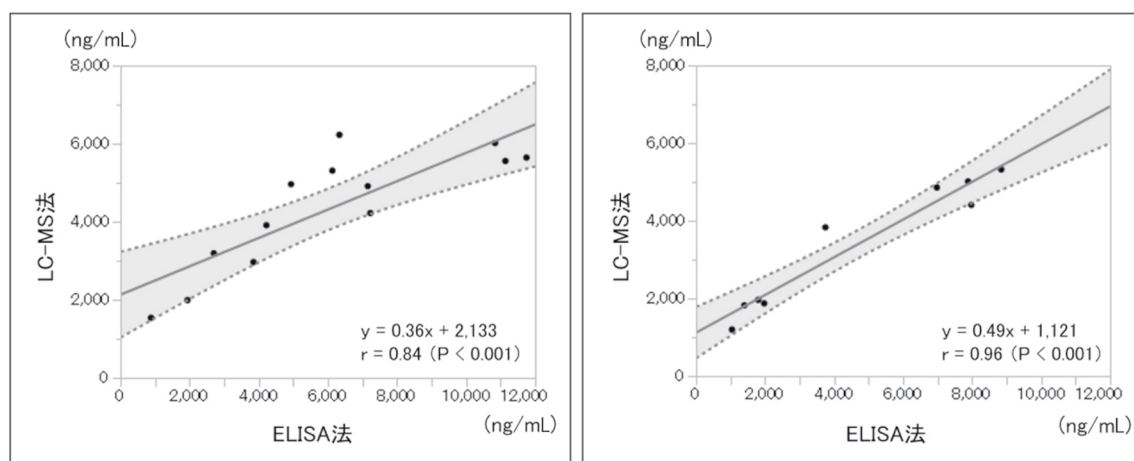 (ng/mL)
8,000
6,000
4,000
2,000
0
LC-MS法
y = 0.36x + 2,133
r = 0.84 (P < 0.001)
0 2,000 4,000 6,000 8,000 10,000 12,000
ELISA法
(ng/mL)
(ng/mL)
8,000
6,000
4,000
2,000
0
LC-MS法
y = 0.49x + 1,121
r = 0.96 (P < 0.001)
0 2,000 4,000 6,000 8,000 10,000 12,000
ELISA法
(ng/mL)